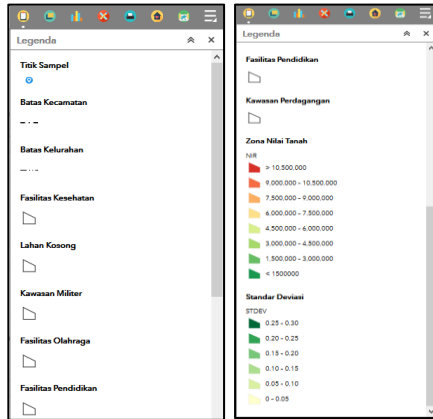 Legenda
Titik Sampel
Batas Kecamatan
Batas Kelurahan
Fasilitas Kesehatan
Lahan Kosong
Kawasan Militer
Fasilitas Olahraga
Fasilitas Pendidikan
Legenda
Fasilitas Pendidikan
Kawasan Perdagangan
Zona Nilai Tanah
NIR
> 10,500,000
9,000,000 - 10,500,000
7,500,000 - 9,000,000
6,000,000 - 7,500,000
4,500,000 - 6,000,000
3,000,000 - 4,500,000
1,500,000 - 3,000,000
< 1500000
Standar Deviasi
STDEV
0.25 - 0.30
0.20 - 0.25
0.15 - 0.20
0.10 - 0.15
0.05 - 0.10
0 - 0.05